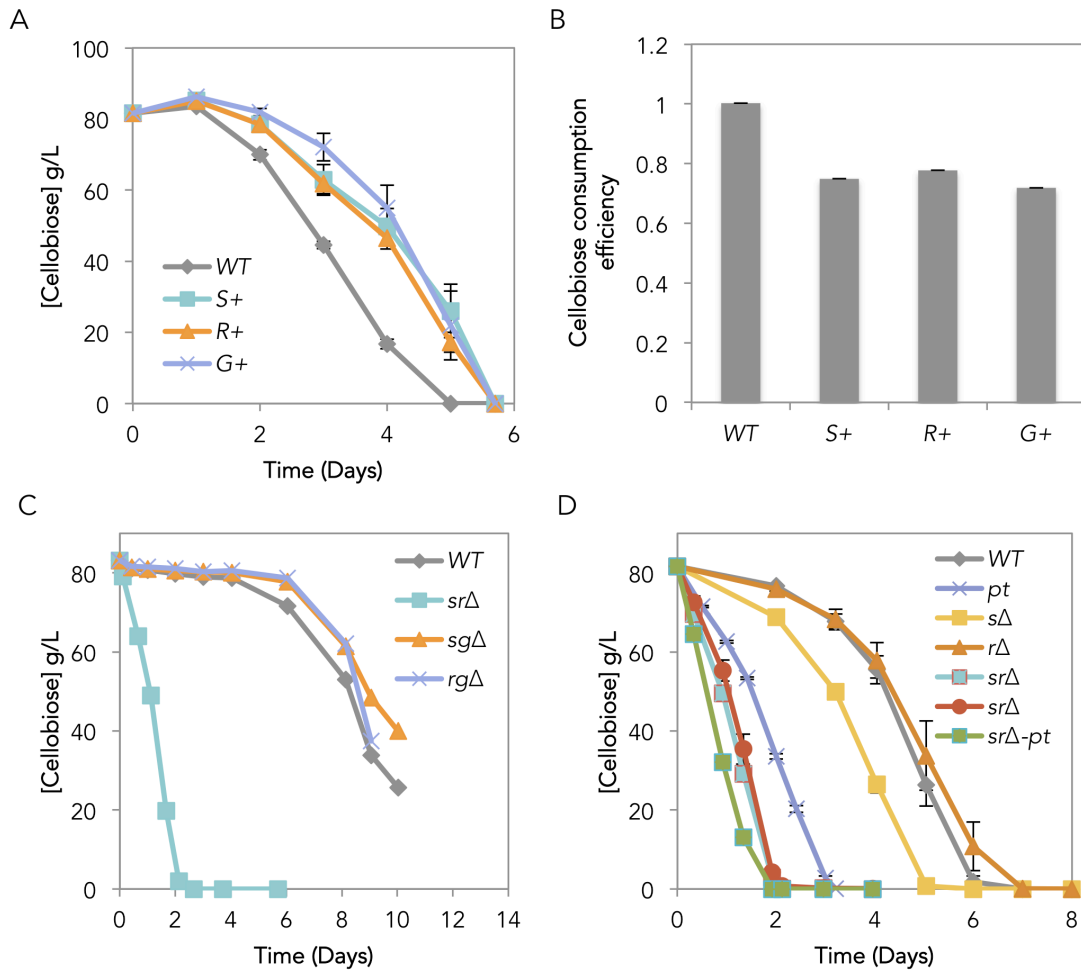 A
100
80
60
40
20
0
[Cellobiose] g/L
WT
S+
R+
G+
0 2 4 6
Time (Days)
B
1.2
1
0.8
0.6
0.4
0.2
0
Cellobiose consumption
efficiency
WT S+ R+ G+
C
80
60
40
20
0
[Cellobiose] g/L
WT
srΔ
sgΔ
rgΔ
0 2 4 6 8 10 12 14
Time (Days)
D
80
60
40
20
0
[Cellobiose] g/L
WT
pt
sΔ
rΔ
srΔ
srΔ
srΔ-pt
0 2 4 6 8
Time (Days)